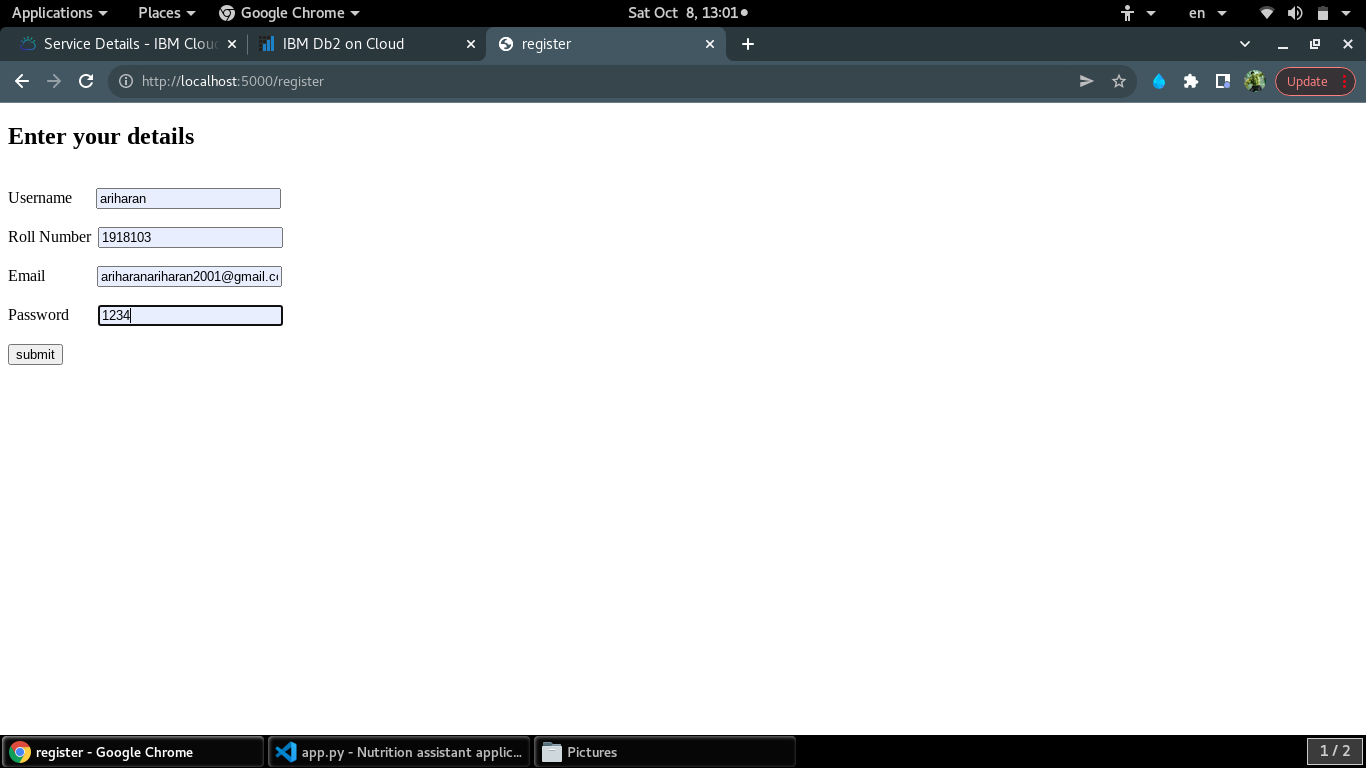 Applications Places Google Chrome Sat Oct 8, 13:01 en
Service Details - IBM Clou IBM Db2 on Cloud register
http://localhost:5000/register Update
Enter your details
Username ariharan
Roll Number 1918103
Email ariharanariharan2001@gmail.c
Password 1234
submit
register - Google Chrome app.py - Nutrition assistant applic... Pictures 1 / 2